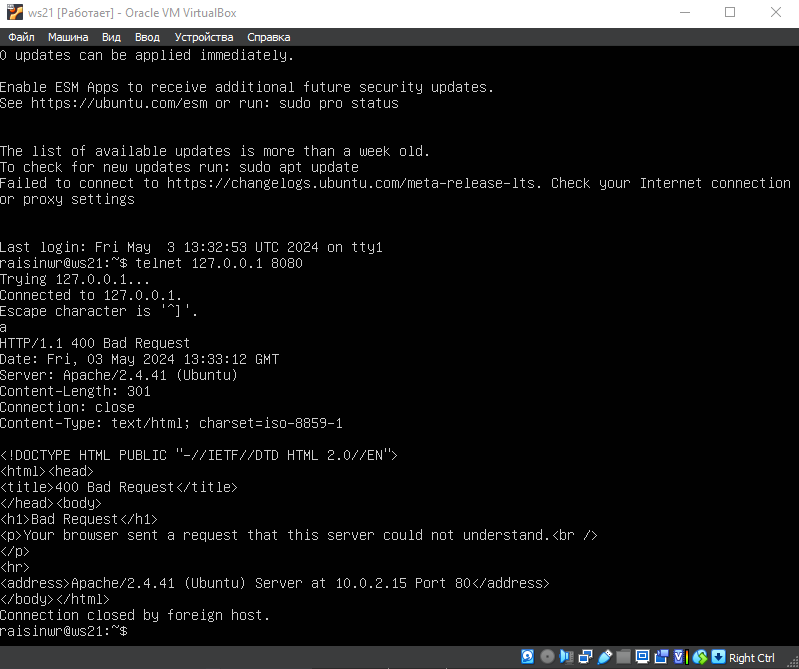 ws21 [Работает] - Oracle VM VirtualBox
Файл Машина Вид Ввод Устройства Справка
0 updates can be applied immediately.
Enable ESM Apps to receive additional future security updates.
See https://ubuntu.com/esm or run: sudo pro status
The list of available updates is more than a week old.
To check for new updates run: sudo apt update
Failed to connect to https://changelogs.ubuntu.com/meta-release-lts. Check your Internet connection
or proxy settings
Last login: Fri May  3 13:32:53 UTC 2024 on tty1
raisinwr@ws21:~$ telnet 127.0.0.1 8080
Trying 127.0.0.1...
Connected to 127.0.0.1.
Escape character is '^]'.
a
HTTP/1.1 400 Bad Request
Date: Fri, 03 May 2024 13:33:12 GMT
Server: Apache/2.4.41 (Ubuntu)
Content-Length: 301
Connection: close
Content-Type: text/html; charset=iso-8859-1
<!DOCTYPE HTML PUBLIC "-//IETF//DTD HTML 2.0//EN">
<html><head>
<title>400 Bad Request</title>
</head><body>
<h1>Bad Request</h1>
<p>Your browser sent a request that this server could not understand.<br />
</p>
<hr>
<address>Apache/2.4.41 (Ubuntu) Server at 10.0.2.15 Port 80</address>
</body></html>
Connection closed by foreign host.
raisinwr@ws21:~$
Right Ctrl